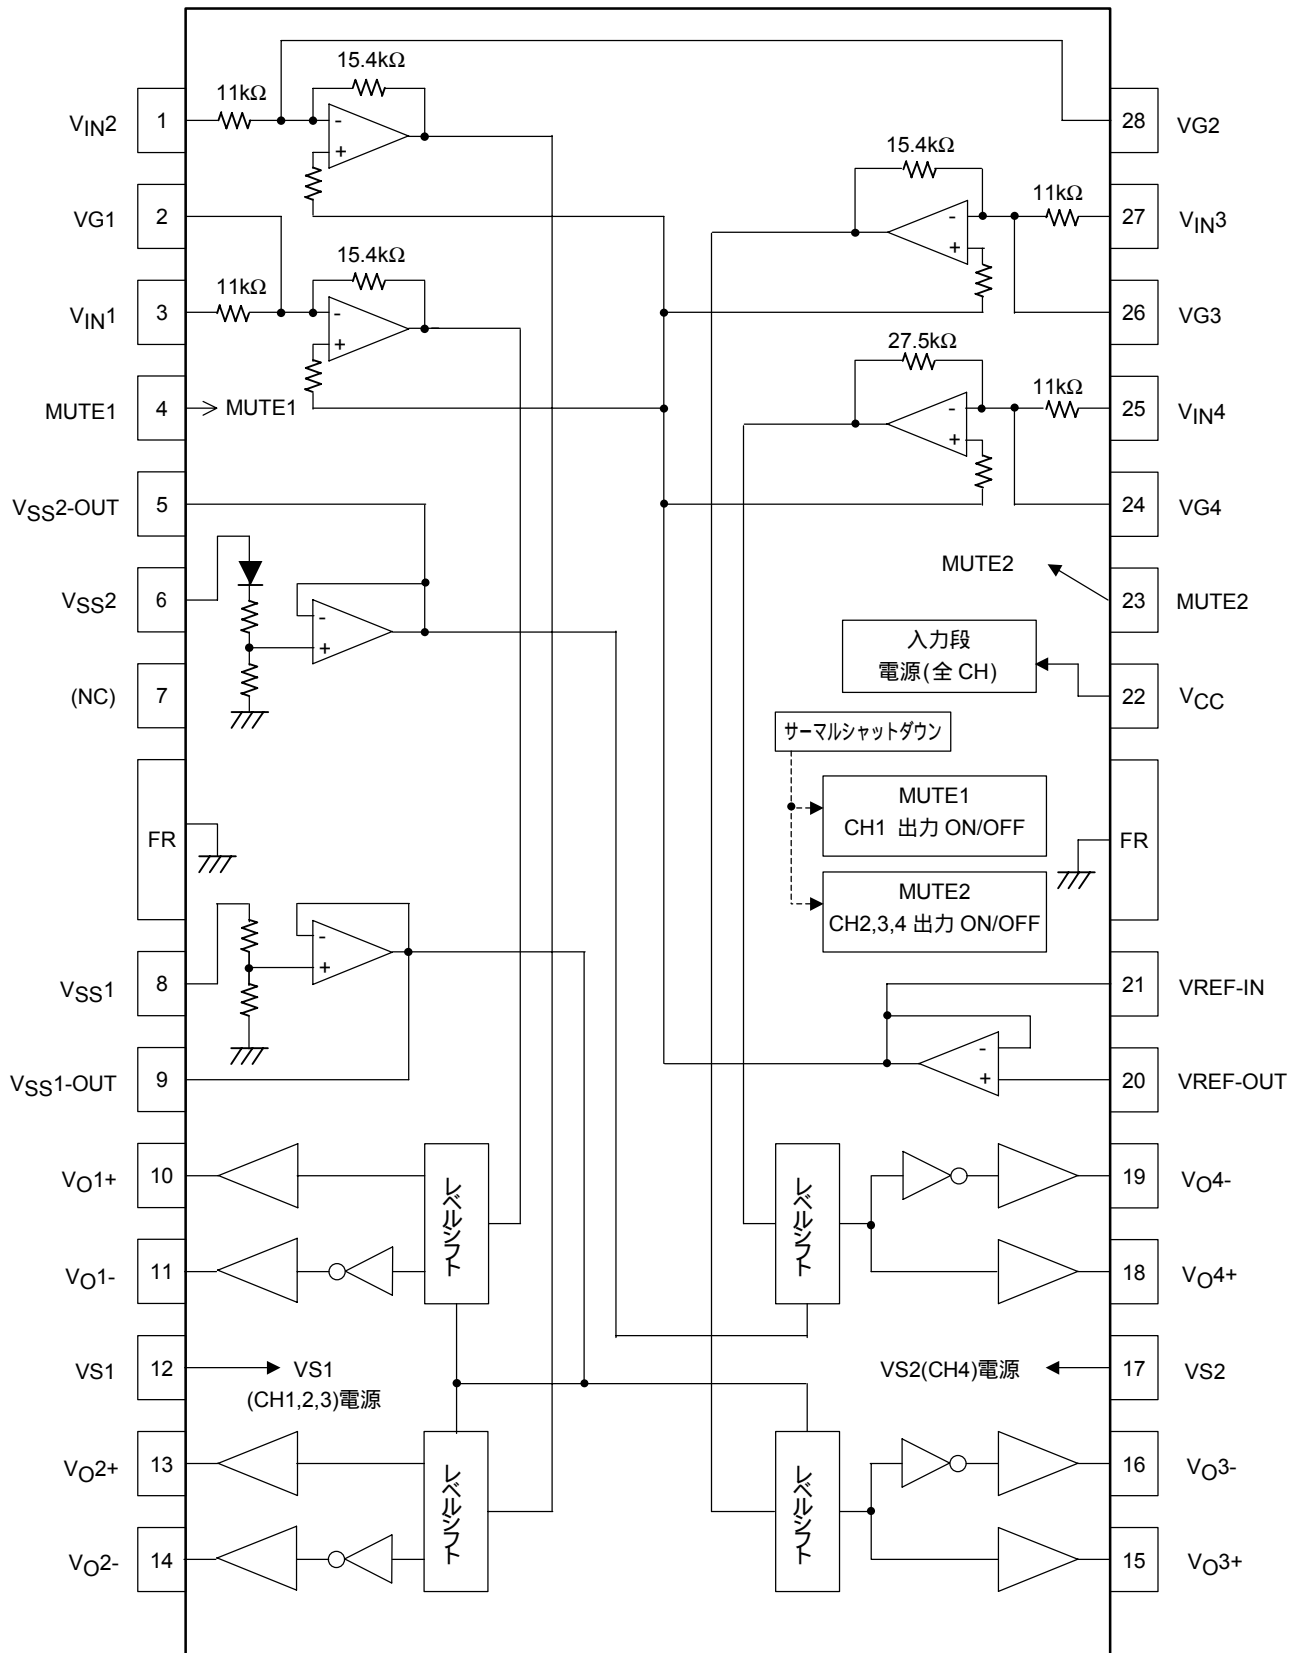 15.4kΩ
11kΩ
VIN2
1
28
VG2
15.4kΩ
VG1
2
11kΩ
27
VIN3
15.4kΩ
11kΩ
VIN1
3
26
VG3
27.5kΩ
MUTE1
4
MUTE1
11kΩ
25
VIN4
VSS2-OUT
5
24
VG4
MUTE2
VSS2
6
23
MUTE2
入力段
電源(全 CH)
(NC)
7
22
VCC
サーマルシャットダウン
MUTE1
CH1 出力 ON/OFF
FR
FR
MUTE2
CH2,3,4 出力 ON/OFF
VSS1
8
21
VREF-IN
VSS1-OUT
9
20
VREF-OUT
VO1+
10
レベルシフト
レベルシフト
19
VO4-
VO1-
11
18
VO4+
VS1
12
VS1
(CH1,2,3)電源
VS2(CH4)電源
17
VS2
VO2+
13
レベルシフト
レベルシフト
16
VO3-
VO2-
14
15
VO3+
- + - + - + - + - + - + - +